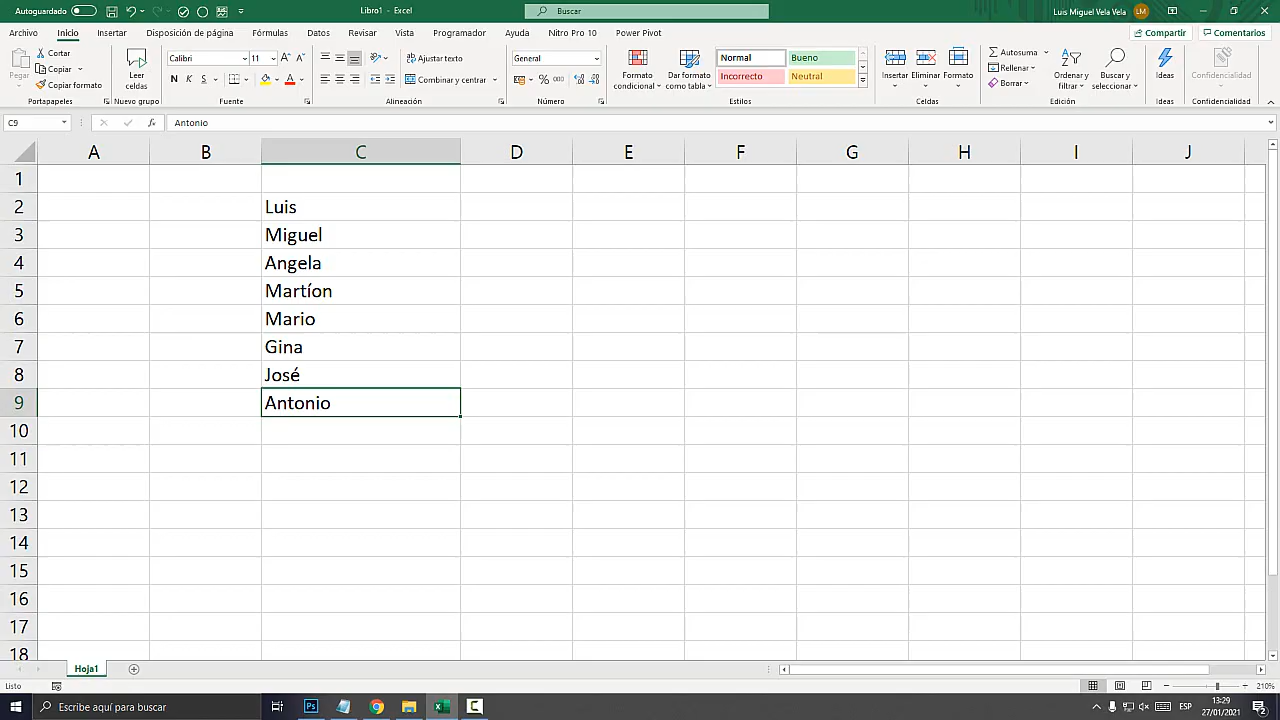 Autoguardado
Libro1 - Excel
Buscar
Luis Miguel Vela Vela
LM
Archivo Inicio Insertar Disposición de página Fórmulas Datos Revisar Vista Programador Ayuda Nitro Pro 10 Power Pivot
Compartir
Comentarios
Pegar
Cortar
Copiar
Copiar formato
Portapapeles
Leer celdas
Nuevo grupo
Calibri 11
N K S
Fuente
Ajustar texto
Combinar y centrar
Alineación
General
% 000
Número
Formato condicional
Dar formato como tabla
Normal Bueno
Incorrecto Neutral
Estilos
Insertar Eliminar Formato
Celdas
Autosuma
Rellenar
Borrar
Ordenar y filtrar
Buscar y seleccionar
Edición
Ideas
Ideas
Confidencialidad
Confidencialidad
C9
fx
Antonio
A B C D E F G H I J
1
2 Luis
3 Miguel
4 Angela
5 Martíon
6 Mario
7 Gina
8 José
9 Antonio
10
11
12
13
14
15
16
17
18
Hoja1
Listo
210%
Escribe aquí para buscar
Ps
ESP
13:29
27/01/2021
2